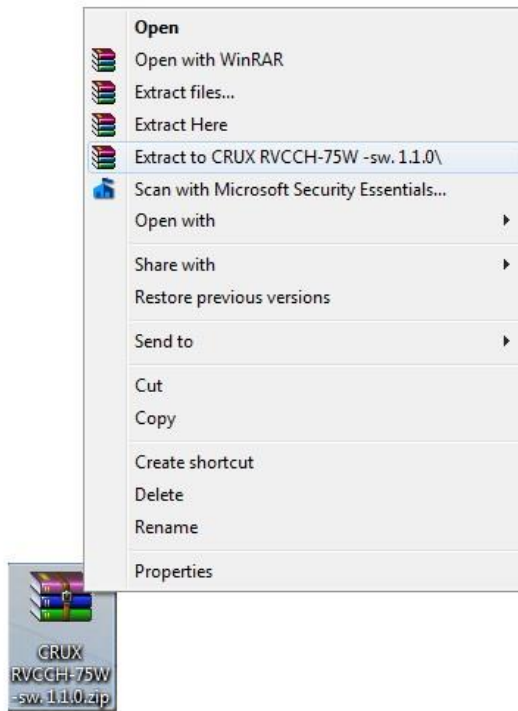 Open
Open with WinRAR
Extract files...
Extract Here
Extract to CRUX RVCCH-75W -sw. 1.1.0\
Scan with Microsoft Security Essentials...
Open with
Share with
Restore previous versions
Send to
Cut
Copy
Create shortcut
Delete
Rename
Properties
CRUX
RVCCH-75W
-sw. 1.1.0.zip